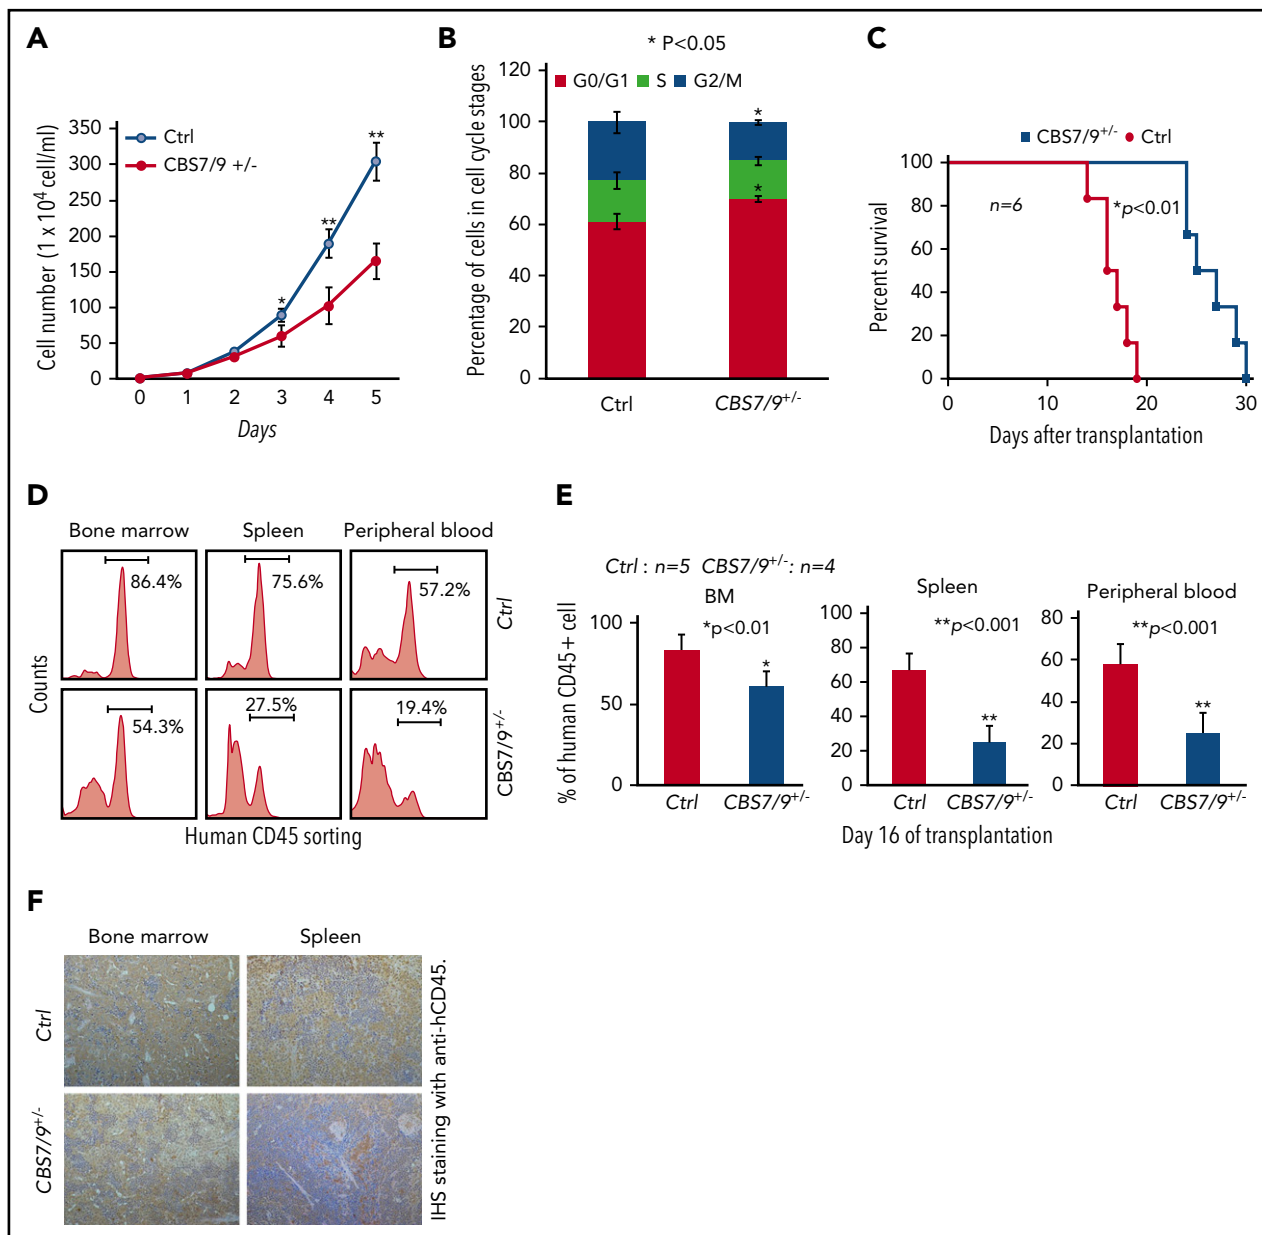 A
Ctrl
CBS7/9 +/-
Cell number (1 x 10⁴ cell/ml)
350
300
250
200
150
100
50
0
*
**
**
0 1 2 3 4 5
Days
B
* P<0.05
G0/G1 S G2/M
Percentage of cells in cell cycle stages
120
100
80
60
40
20
0
*
*
Ctrl CBS7/9+/-
C
CBS7/9+/- Ctrl
Percent survival
100
80
60
40
20
0
n=6
*p<0.01
0 10 20 30
Days after transplantation
D
Bone marrow Spleen Peripheral blood
86.4% 75.6% 57.2%
Ctrl
Counts
54.3% 27.5% 19.4%
CBS7/9+/-
Human CD45 sorting
E
Ctrl : n=5 CBS7/9+/-: n=4
% of human CD45+ cell
BM
*p<0.01
100
50
0
*
Ctrl CBS7/9+/-
Spleen
**p<0.001
100
80
60
40
20
0
**
Ctrl CBS7/9+/-
Peripheral blood
**p<0.001
80
60
40
20
0
**
Ctrl CBS7/9+/-
Day 16 of transplantation
F
Bone marrow Spleen
Ctrl
CBS7/9+/-
IHS staining with anti-hCD45.